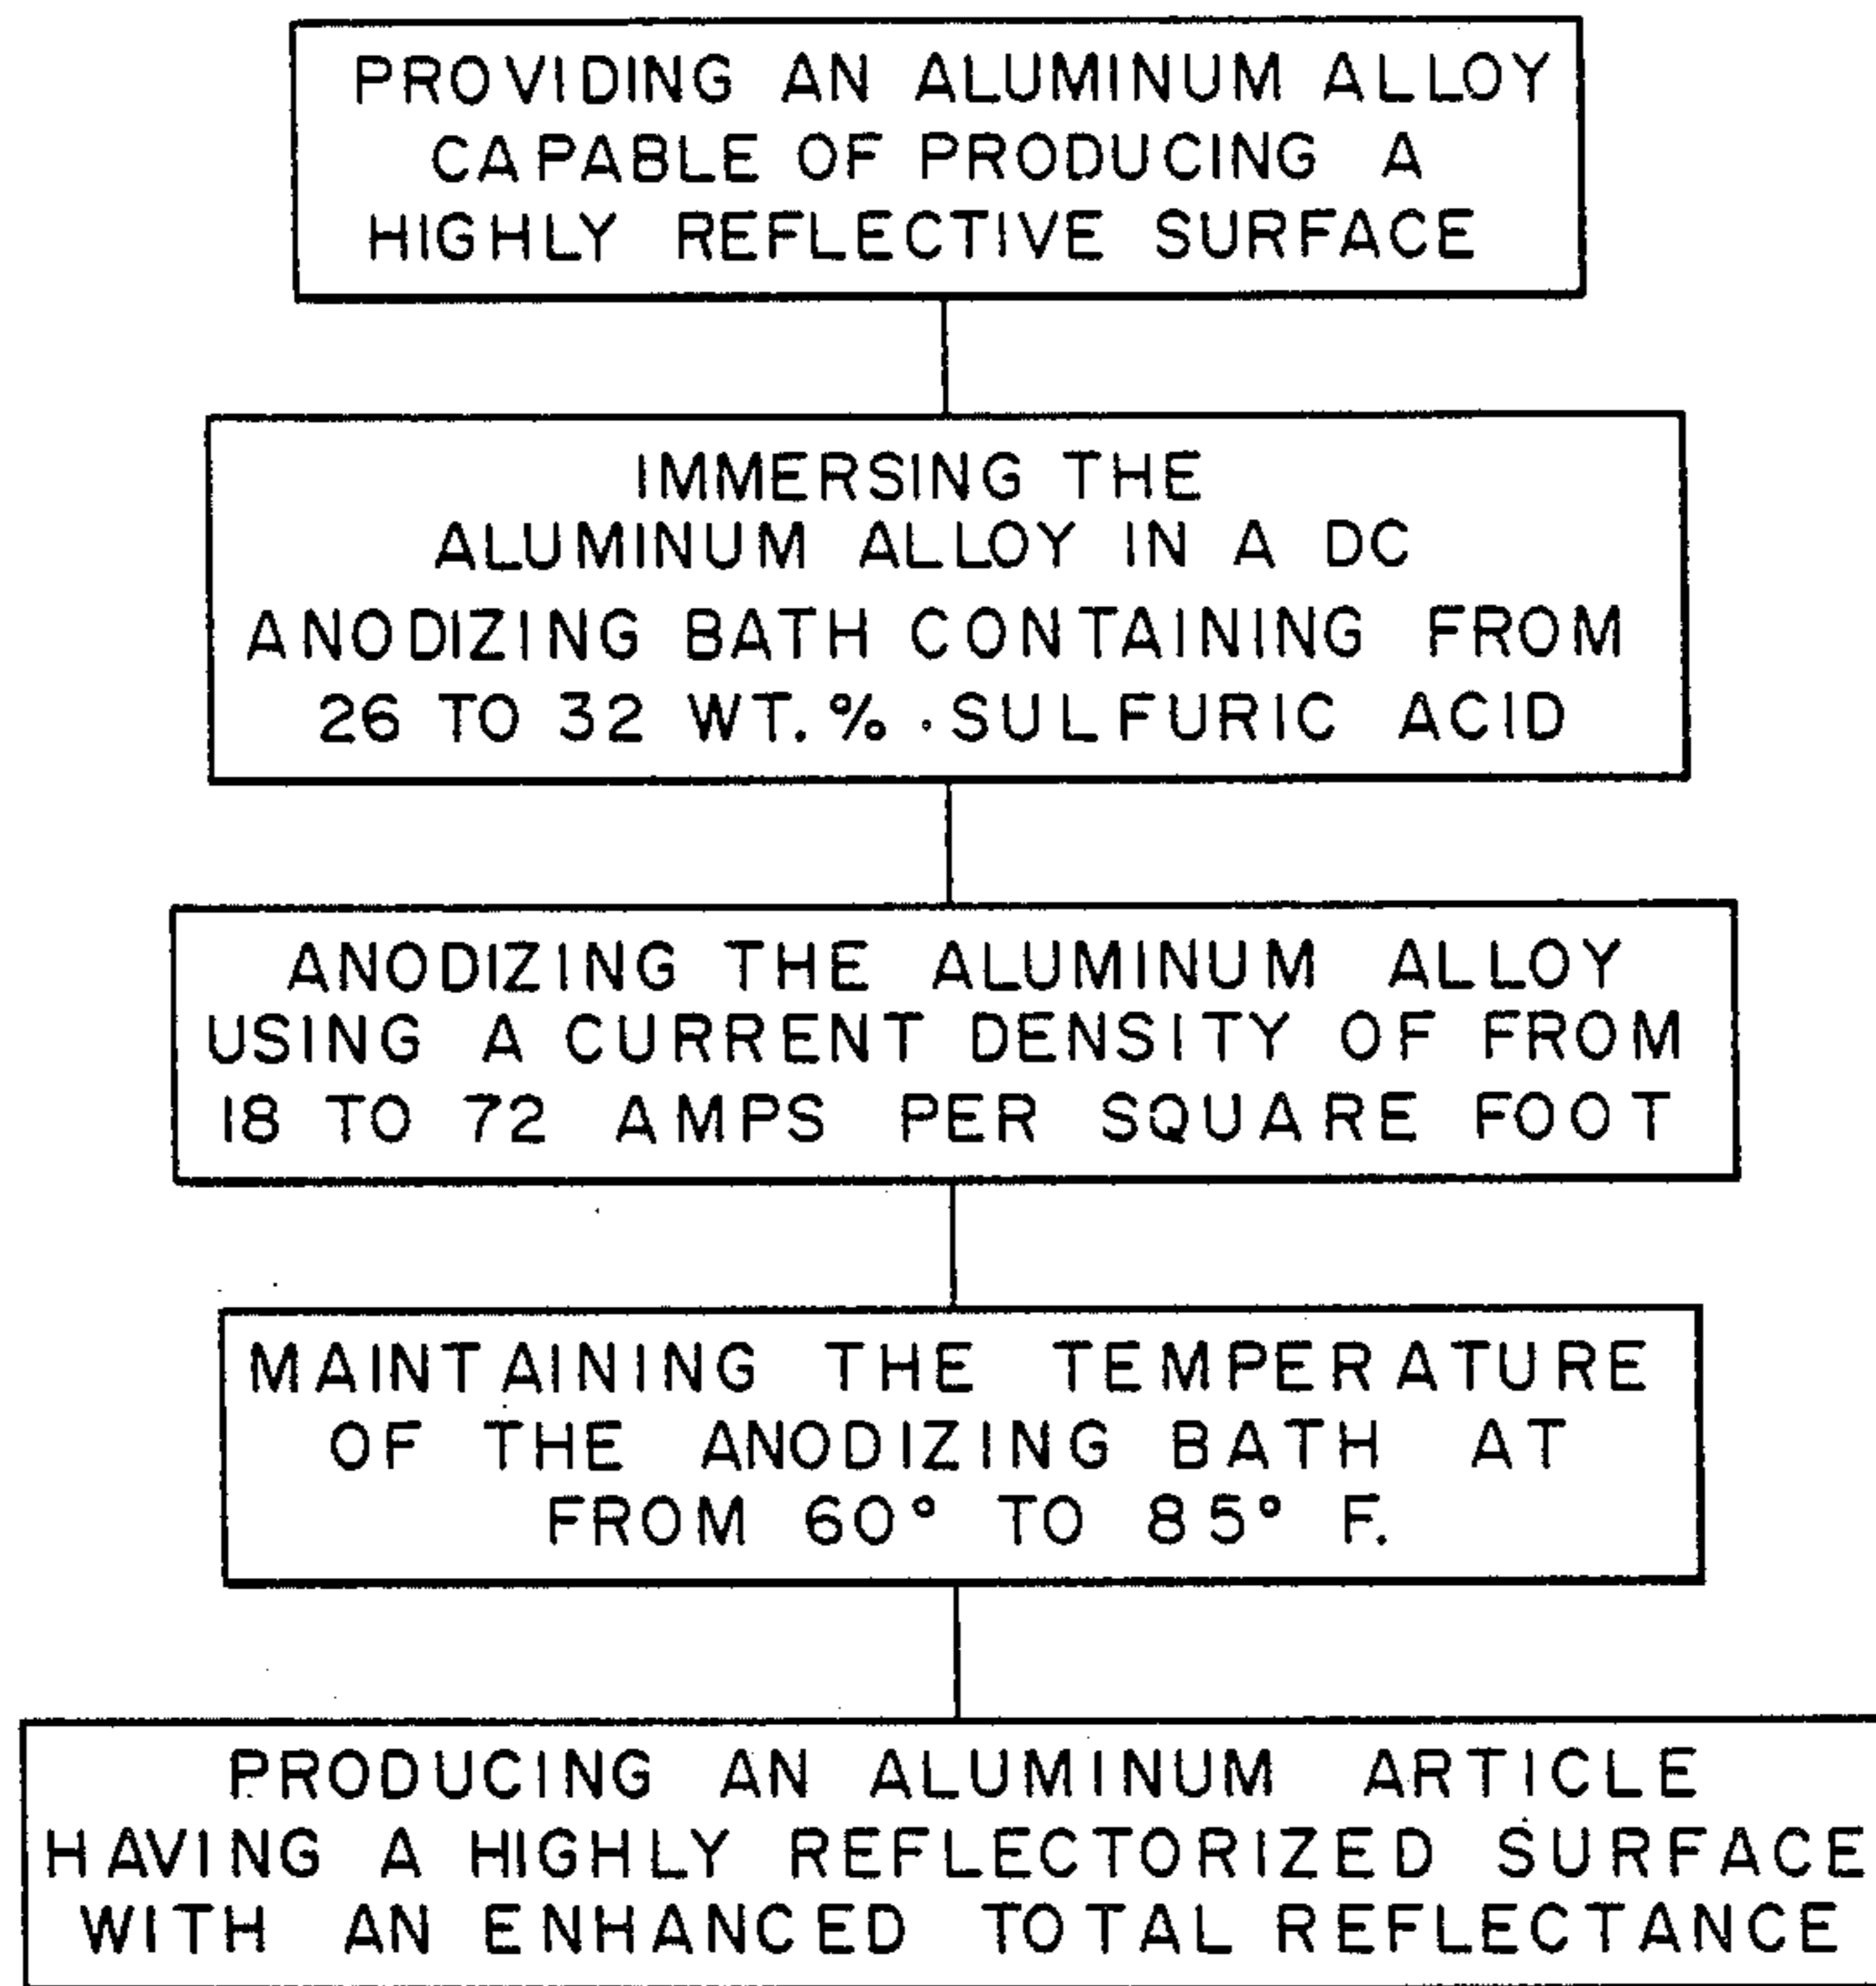 PROVIDING AN ALUMINUM ALLOY
CAPABLE OF PRODUCING A
HIGHLY REFLECTIVE SURFACE
IMMERSING THE
ALUMINUM ALLOY IN A DC
ANODIZING BATH CONTAINING FROM
26 TO 32 WT.% SULFURIC ACID
ANODIZING THE ALUMINUM ALLOY
USING A CURRENT DENSITY OF FROM
18 TO 72 AMPS PER SQUARE FOOT
MAINTAINING THE TEMPERATURE
OF THE ANODIZING BATH AT
FROM 60° TO 85° F.
PRODUCING AN ALUMINUM ARTICLE
HAVING A HIGHLY REFLECTORIZED SURFACE
WITH AN ENHANCED TOTAL REFLECTANCE